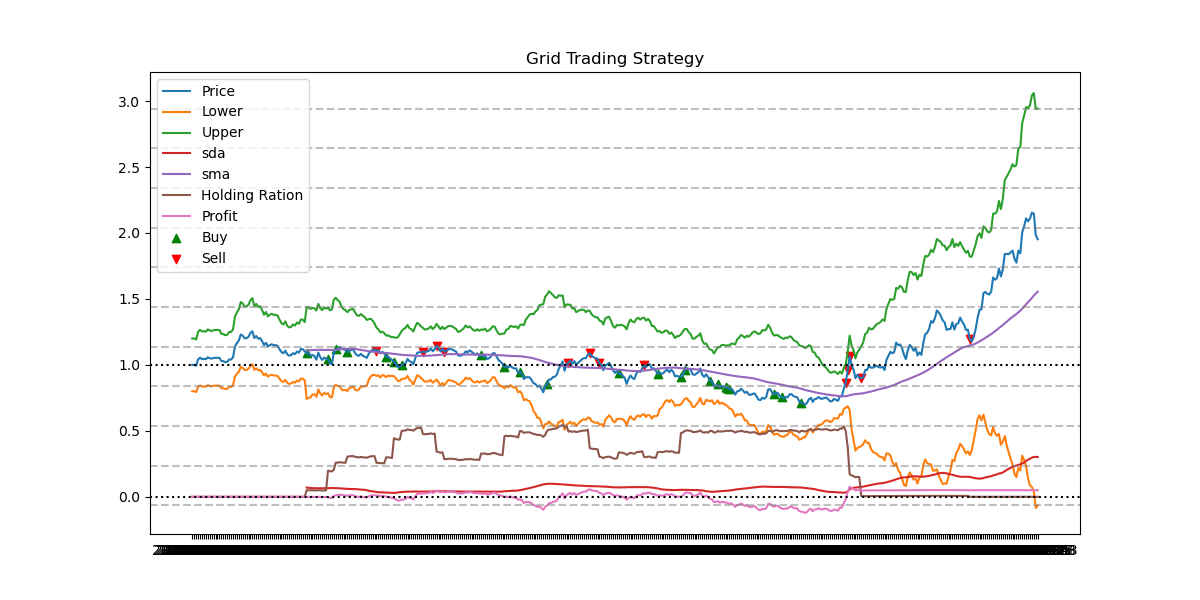 Grid Trading Strategy
Price
Lower
Upper
sda
sma
Holding Ration
Profit
Buy
Sell
3.0
2.5
2.0
1.5
1.0
0.5
0.0